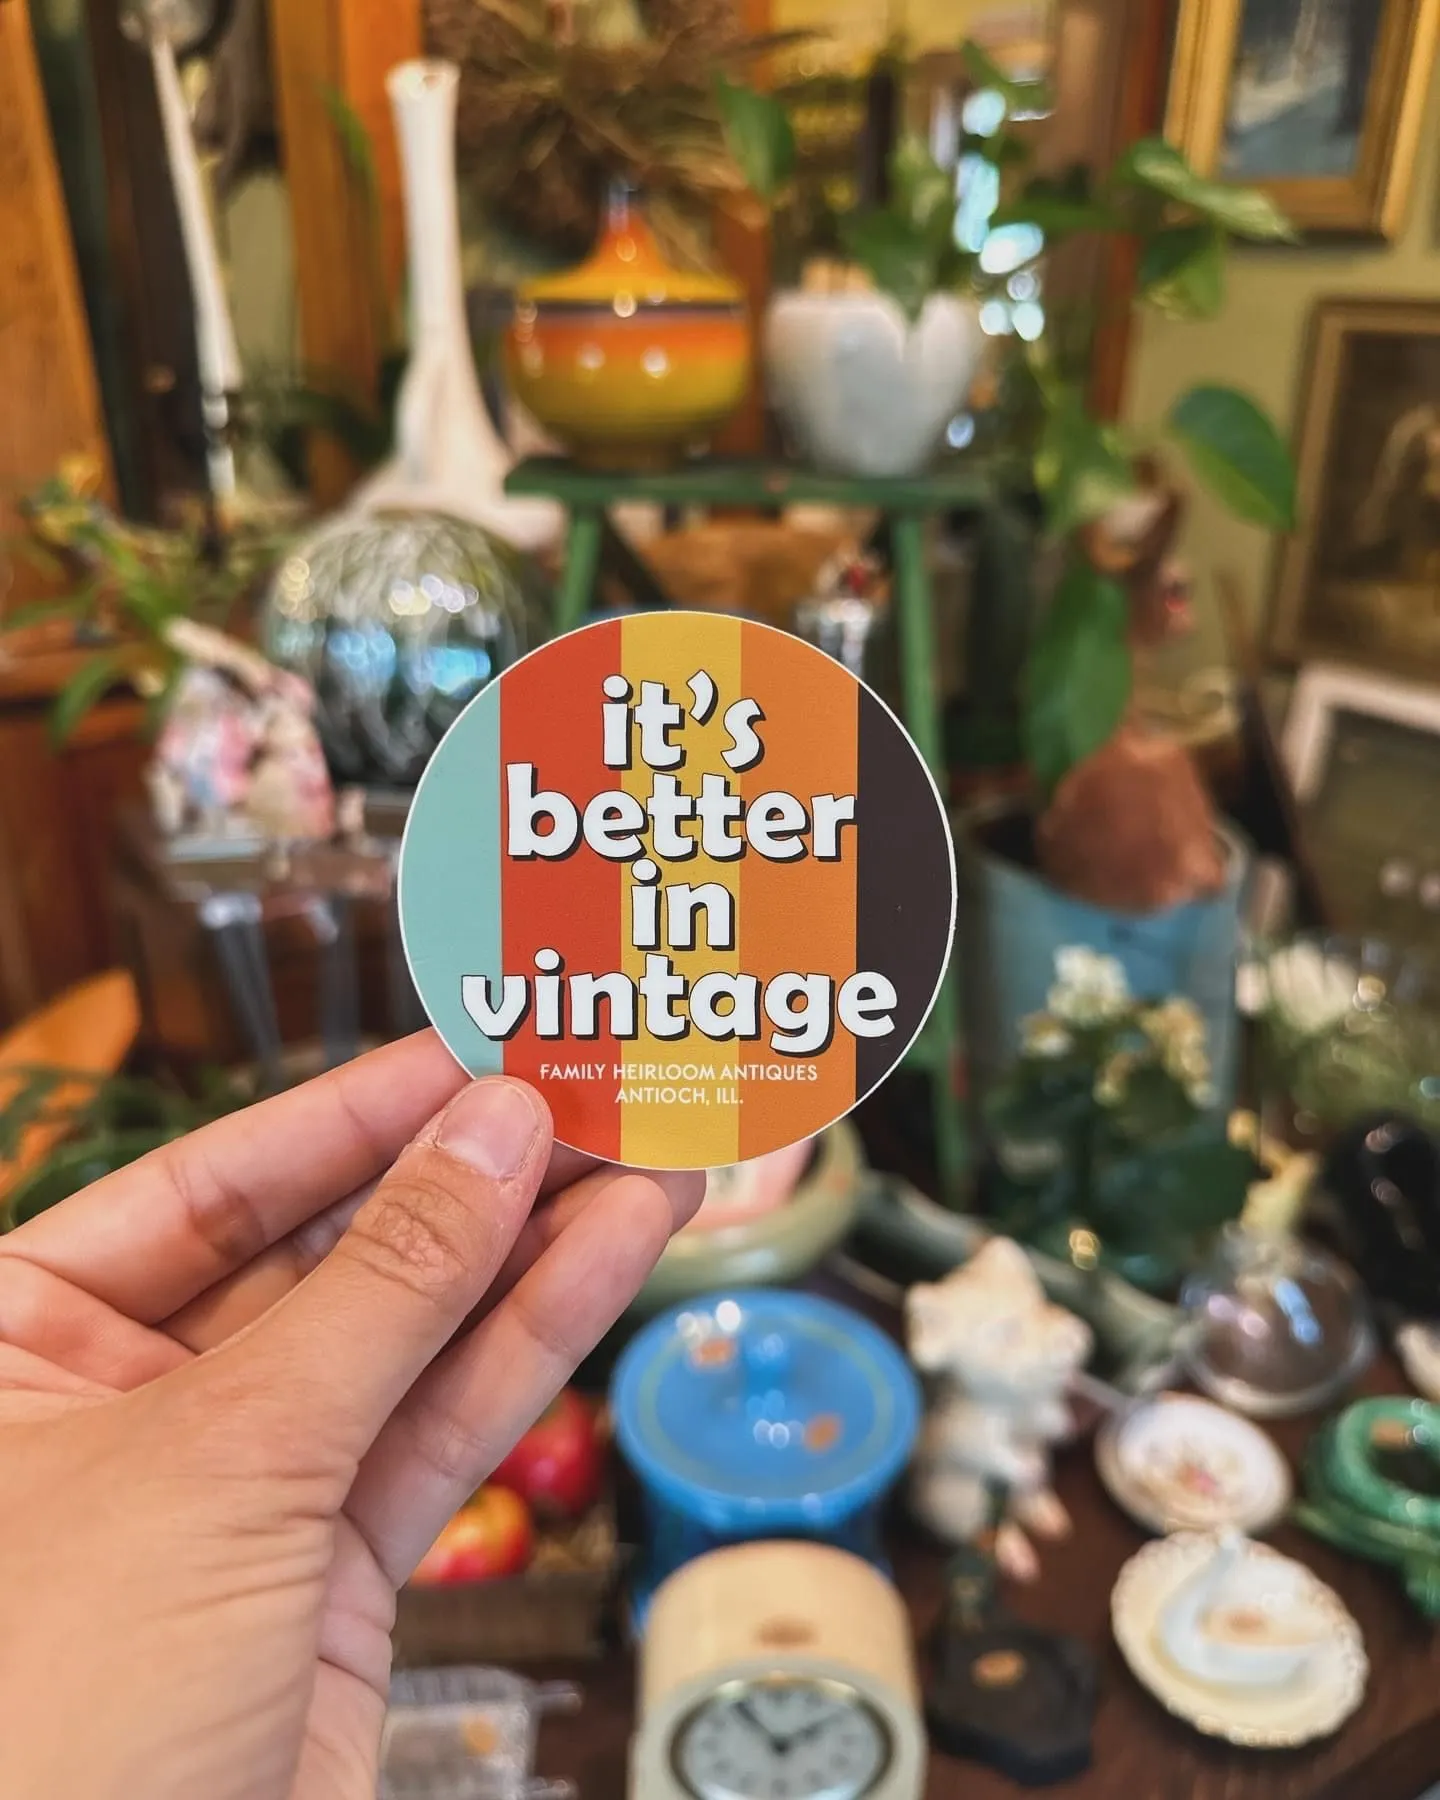 it's
better
in
vintage
FAMILY HEIRLOOM ANTIQUES
ANTIOCH, ILL.